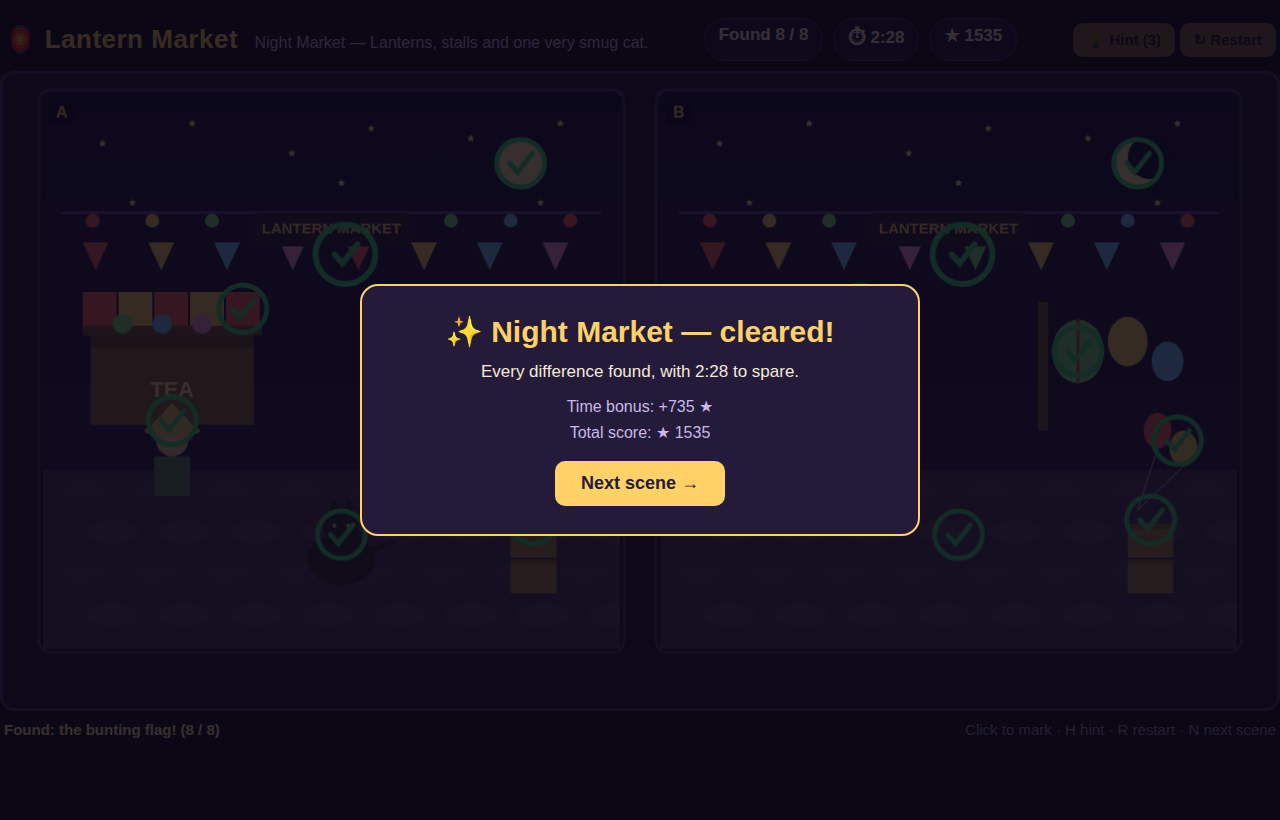 Lantern Market
Night Market — Lanterns, stalls and one very smug cat.
Found 8 / 8
2:28
★ 1535
Hint (3)
↻ Restart
A
B
LANTERN MARKET
LANTERN MARKET
TEA
✨ Night Market — cleared!
Every difference found, with 2:28 to spare.
Time bonus: +735 ★
Total score: ★ 1535
Next scene →
Found: the bunting flag! (8 / 8)
Click to mark · H hint · R restart · N next scene